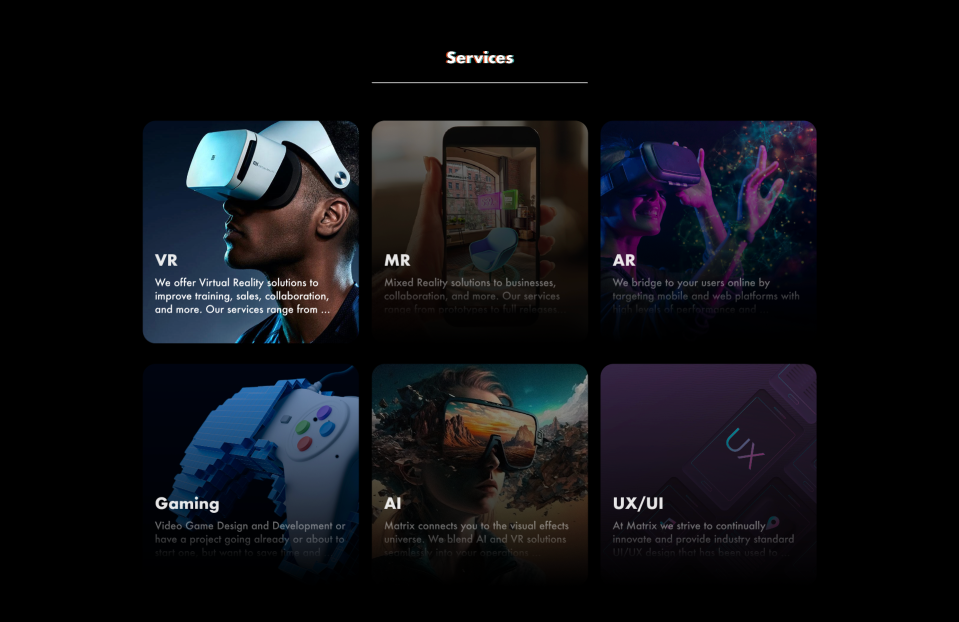 Services
VR
We offer Virtual Reality solutions to
improve training, sales, collaboration,
and more. Our services range from ...
MR
Mixed Reality solutions to businesses,
collaboration, and more. Our services
range from prototypes to full releases
AR
We bridge to your users online by
targeting mobile and web platforms with
high levels of performance and
Gaming
Video Game Design and Development or
have a project going already or about to
start one, but want to save time and
AI
Matrix connects you to the visual effects
universe. We blend AI and VR solutions
seamlessly into your operations
UX
UX/UI
At Matrix we strive to continually
innovate and provide industry standard
UI/UX design that has been used to